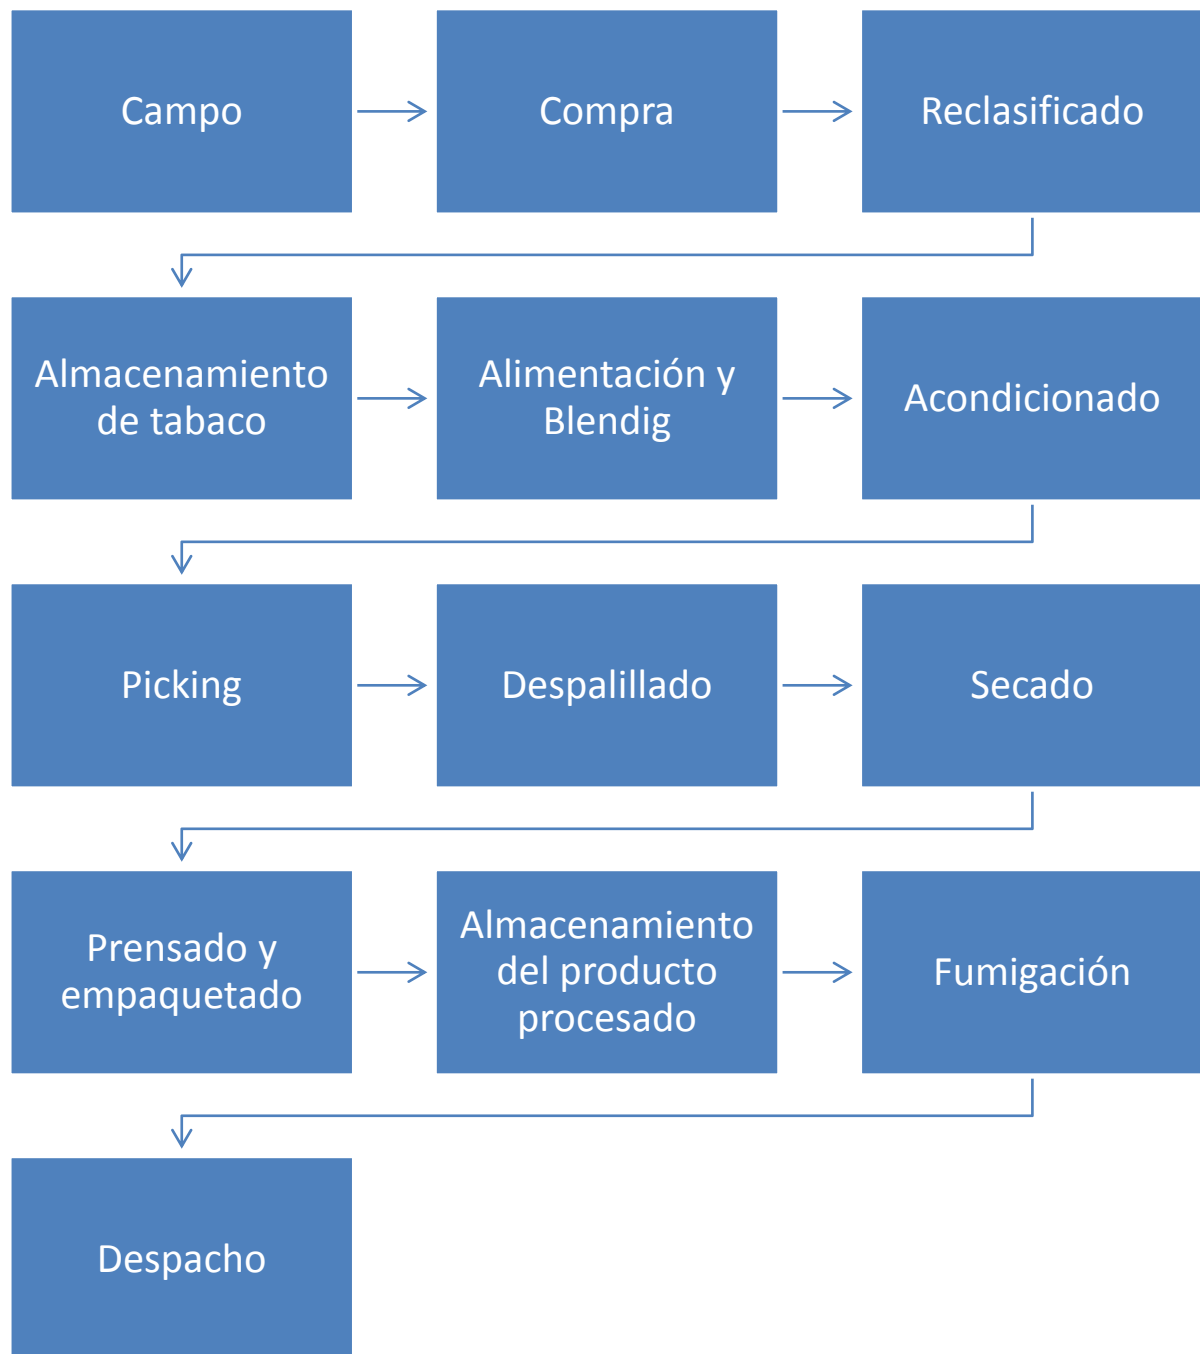 Campo
Compra
Reclasificado
Almacenamiento
de tabaco
Alimentación y
Blendig
Acondicionado
Picking
Despalillado
Secado
Prensado y
empaquetado
Almacenamiento
del producto
procesado
Fumigación
Despacho